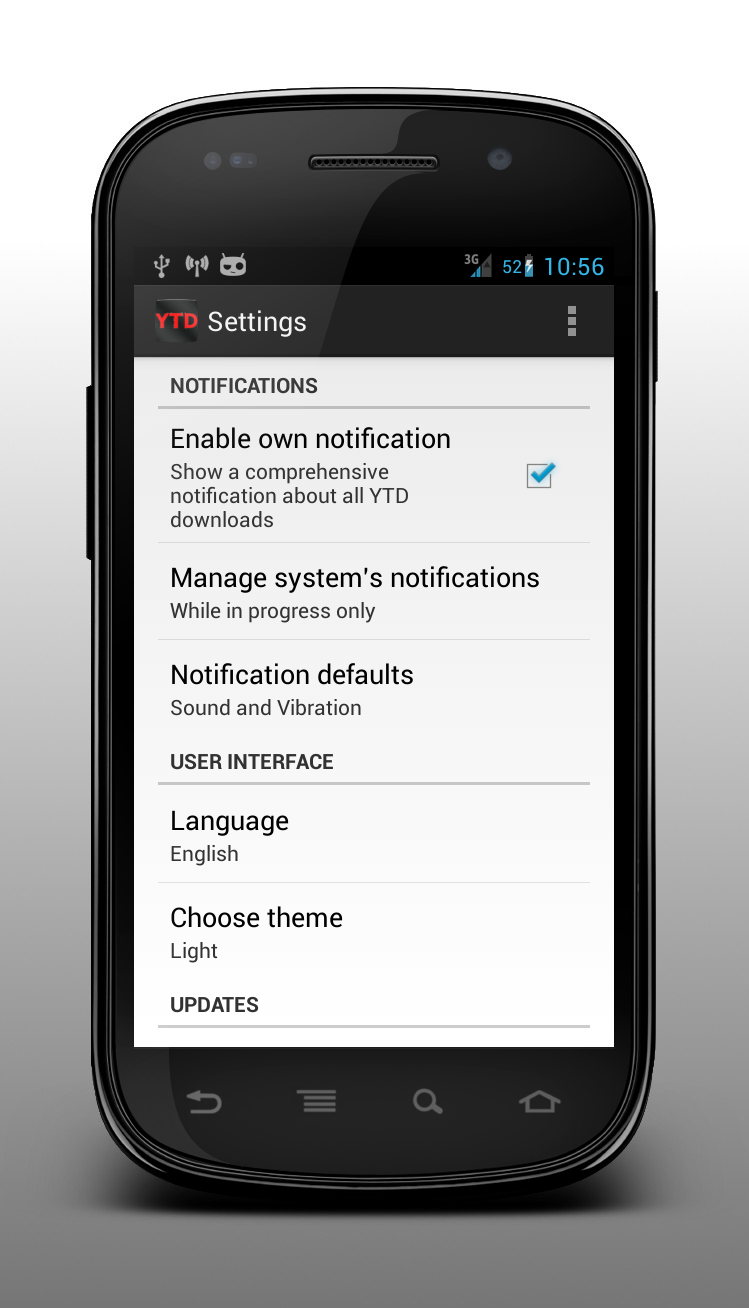 3G 52 10:56
YTD Settings
NOTIFICATIONS
Enable own notification
Show a comprehensive
notification about all YTD
downloads
Manage system's notifications
While in progress only
Notification defaults
Sound and Vibration
USER INTERFACE
Language
English
Choose theme
Light
UPDATES